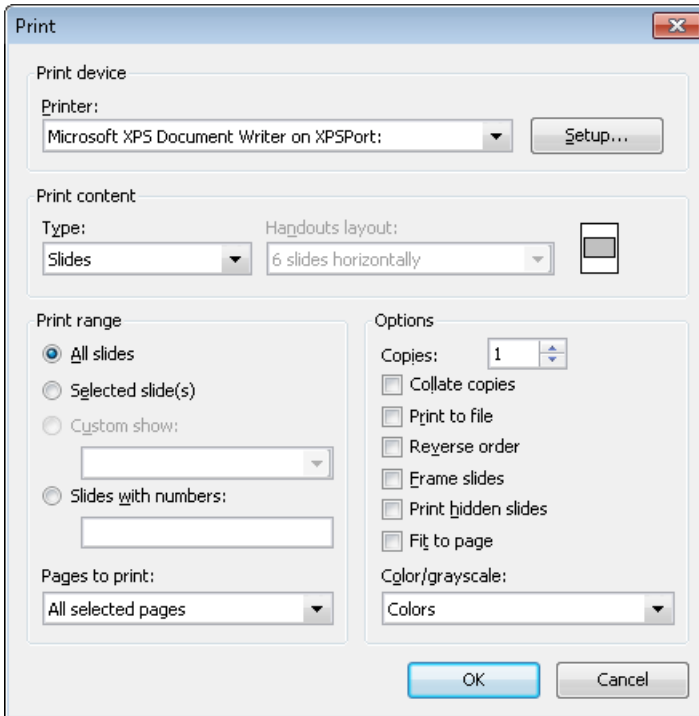 Print
Print device
Printer:
Microsoft XPS Document Writer on XPSPort:
Setup...
Print content
Type:
Handouts layout:
Slides
6 slides horizontally
Print range
All slides
Selected slide(s)
Custom show:
Slides with numbers:
Pages to print:
All selected pages
Options
Copies:
1
Collate copies
Print to file
Reverse order
Frame slides
Print hidden slides
Fit to page
Color/grayscale:
Colors
OK
Cancel